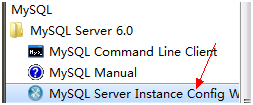 MySQL
MySQL Server 6.0
MySQL Command Line Client
MySQL Manual
MySQL Server Instance Config W